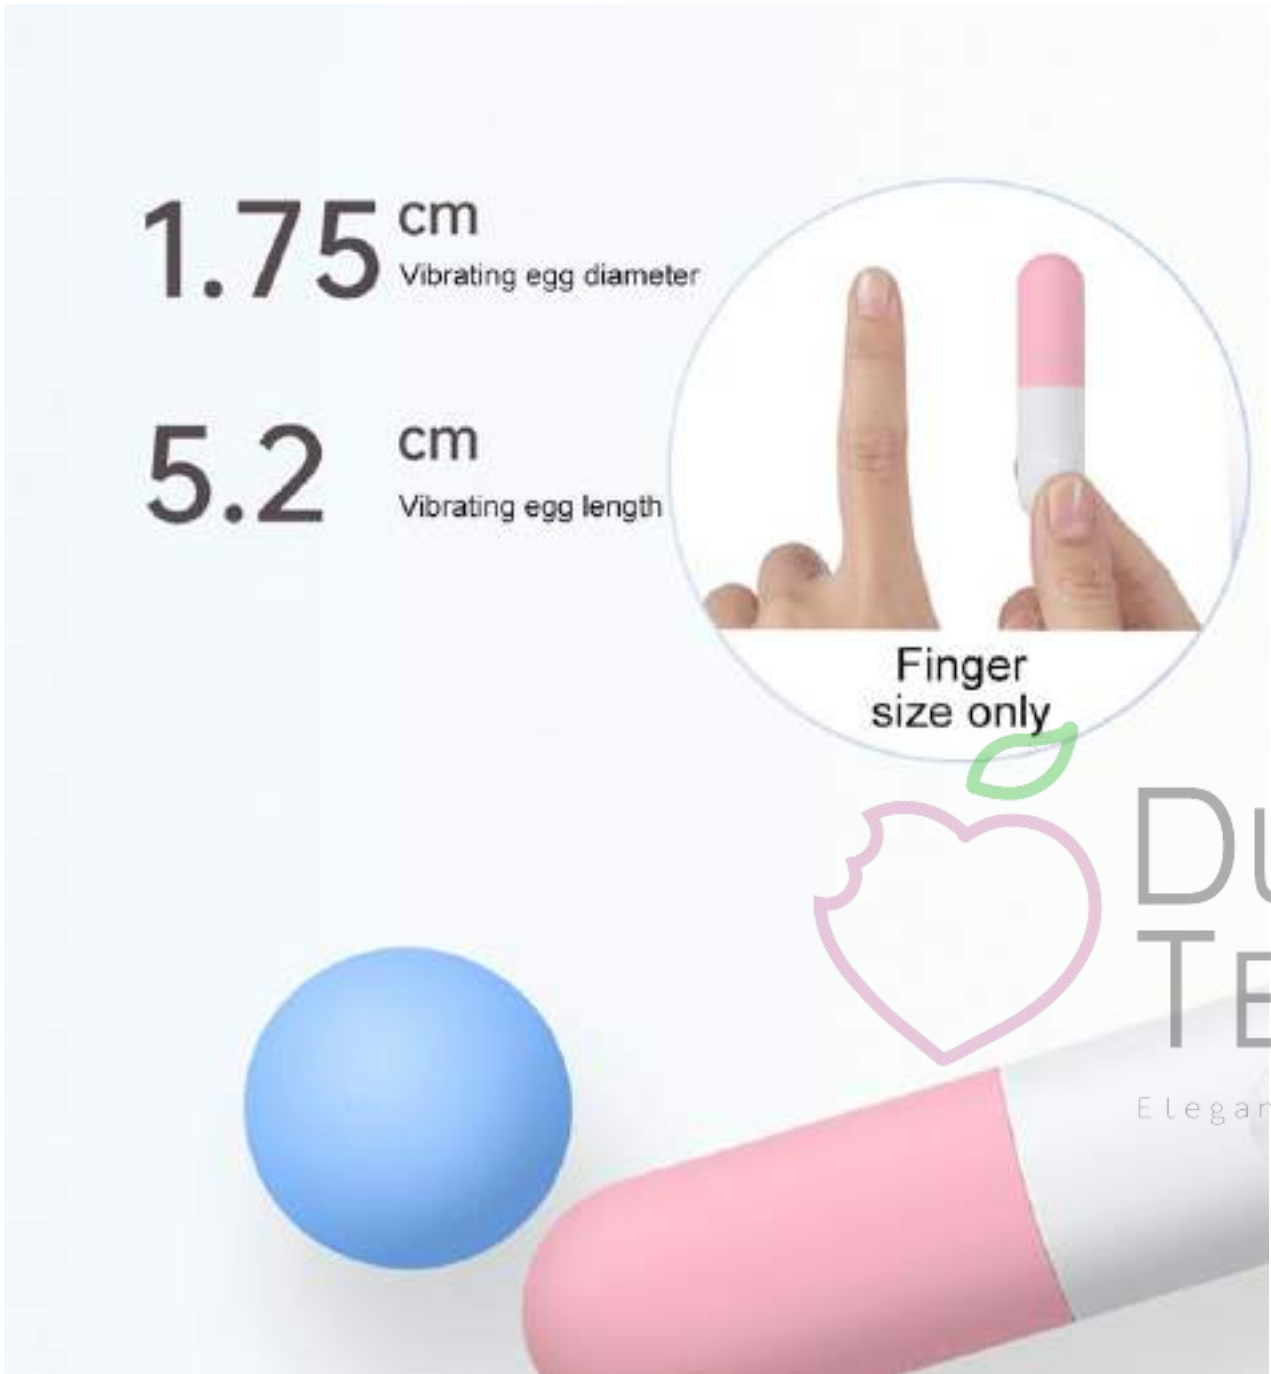 1.75 cm
Vibrating egg diameter
5.2 cm
Vibrating egg length
Finger
size only